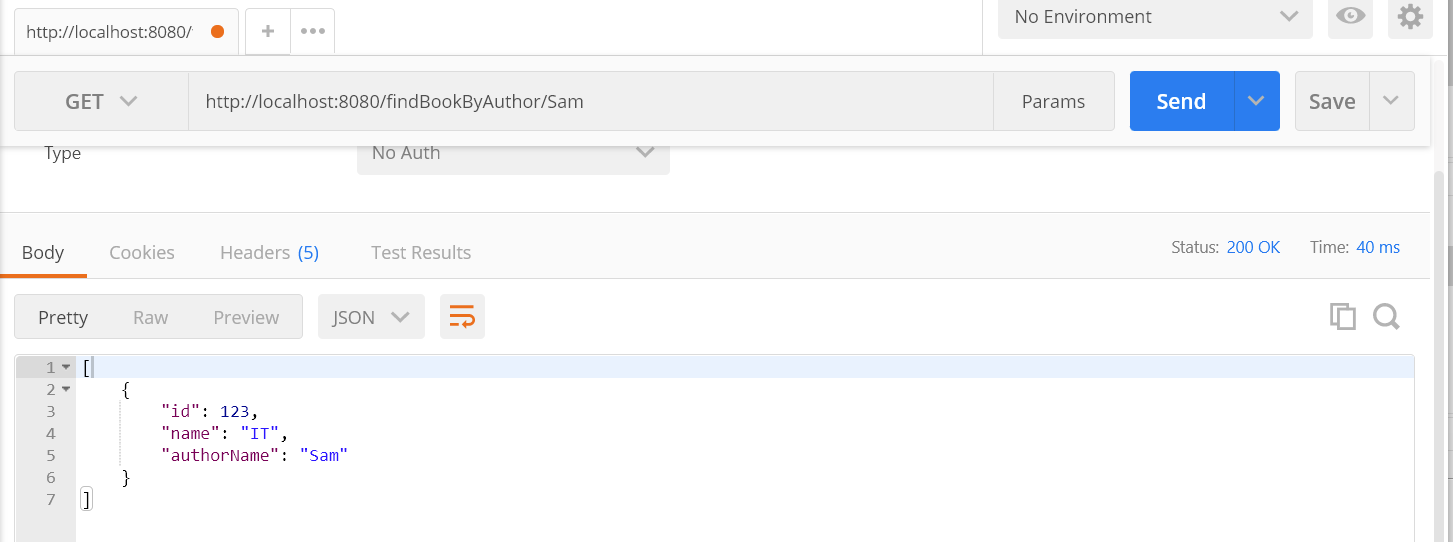 http://localhost:8080/
No Environment
GET http://localhost:8080/findBookByAuthor/Sam Params Send Save
Type No Auth
Body Cookies Headers (5) Test Results Status: 200 OK Time: 40 ms
Pretty Raw Preview JSON
1 [
2 {
3 "id": 123,
4 "name": "IT",
5 "authorName": "Sam"
6 }
7 ]